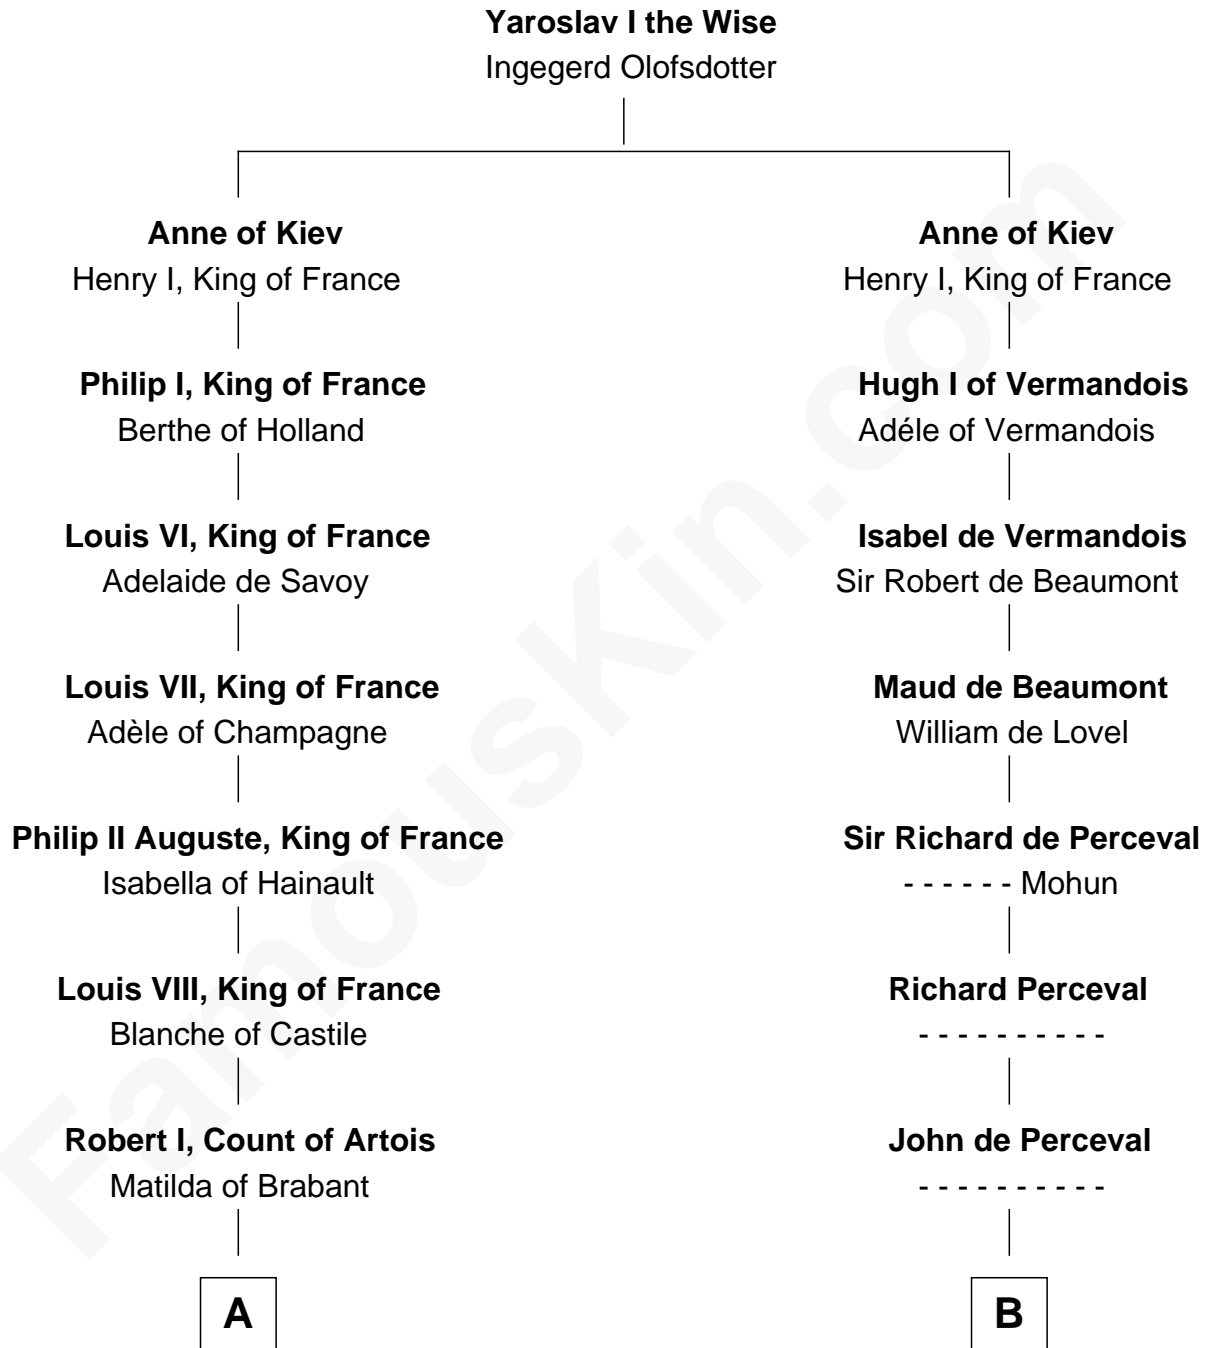 Yaroslav I the Wise
Ingegerd Olofsdotter
Anne of Kiev
Henry I, King of France
Philip I, King of France
Berthe of Holland
Louis VI, King of France
Adelaide de Savoy
Louis VII, King of France
Adèle of Champagne
Philip II Auguste, King of France
Isabella of Hainault
Louis VIII, King of France
Blanche of Castile
Robert I, Count of Artois
Matilda of Brabant
A
Anne of Kiev
Henry I, King of France
Hugh I of Vermandois
Adéle of Vermandois
Isabel de Vermandois
Sir Robert de Beaumont
Maud de Beaumont
William de Lovel
Sir Richard de Perceval
- - - - - - Mohun
Richard Perceval
- - - - - - - - - -
John de Perceval
- - - - - - - - - -
B
FamousKin.com